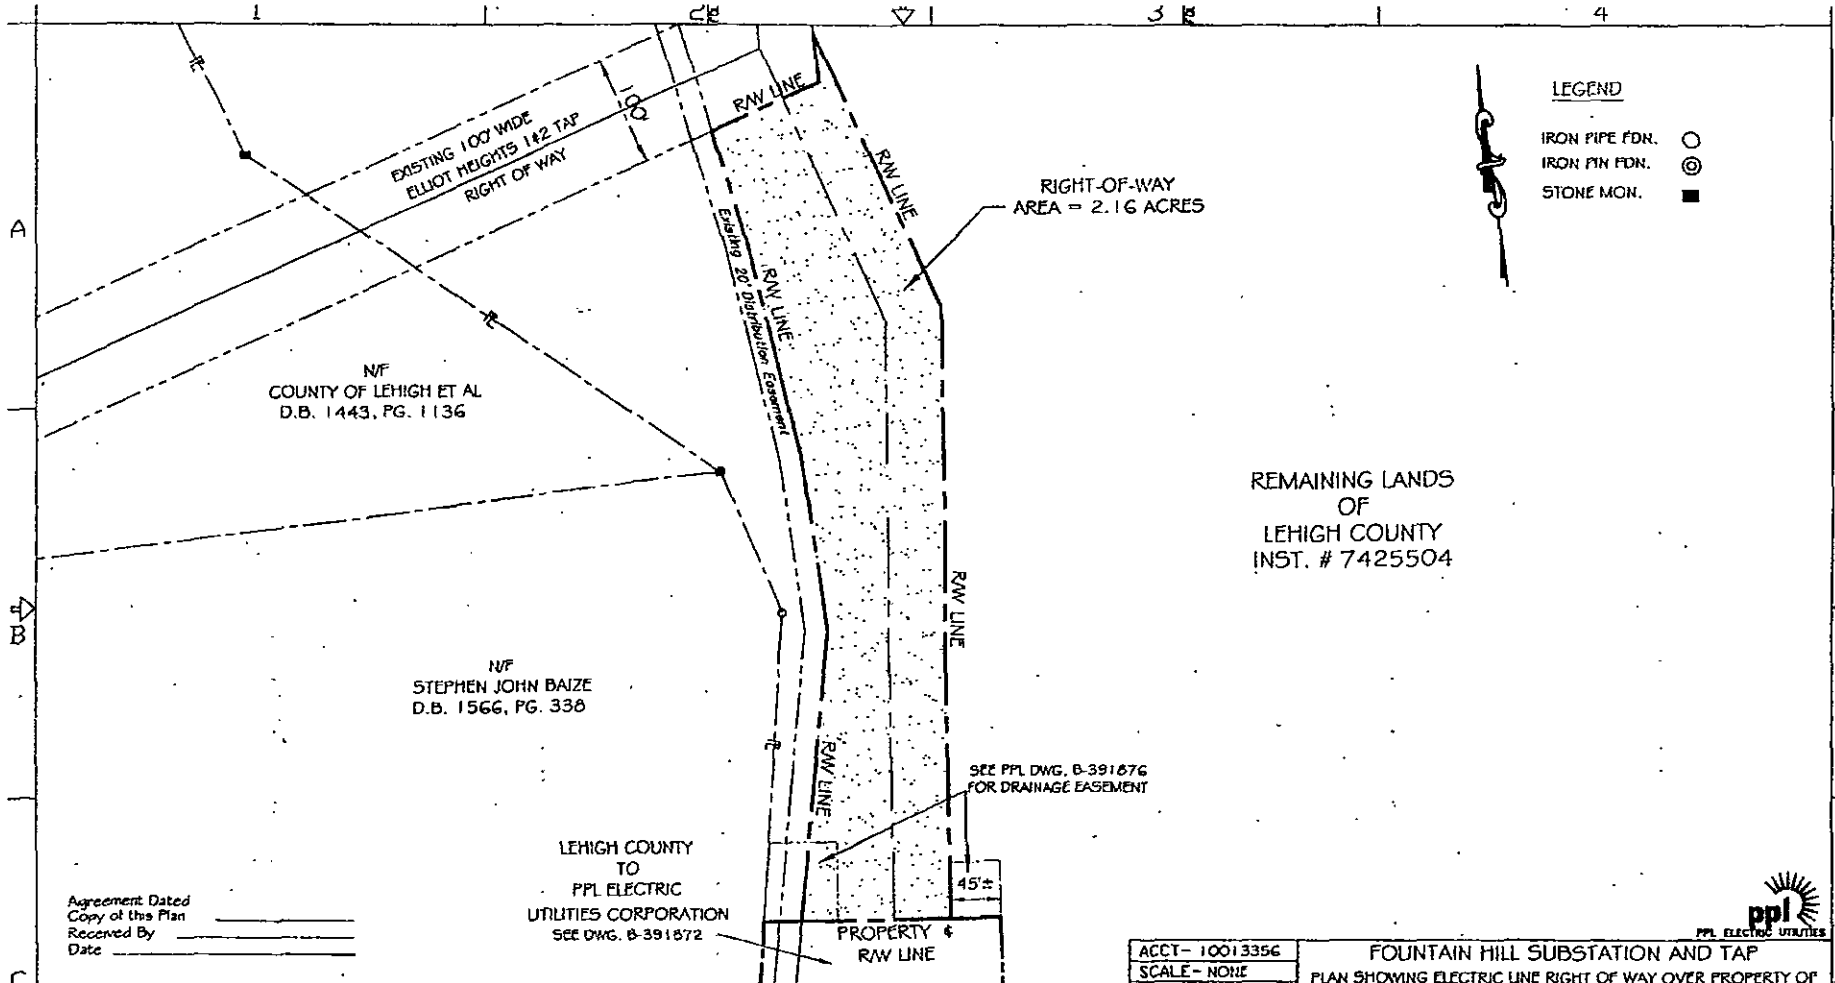 1
2
3
4
A
B
C
R/W LINE
100'
EXISTING 100' WIDE
ELLIOT HEIGHTS 1&2 TAP
RIGHT OF WAY
R/W LINE
RIGHT-OF-WAY
AREA = 2.16 ACRES
LEGEND
IRON PIPE FDN.
IRON PIN FDN.
STONE MON.
Existing 20' Distribution Easement
R/W LINE
N/F
COUNTY OF LEHIGH ET AL
D.B. 1443, PG. 1136
REMAINING LANDS
OF
LEHIGH COUNTY
INST. # 7425504
R/W LINE
N/F
STEPHEN JOHN BAIZE
D.B. 1566, PG. 338
R/W LINE
SEE PPL DWG. B-391876
FOR DRAINAGE EASEMENT
45'±
LEHIGH COUNTY
TO
PPL ELECTRIC
UTILITIES CORPORATION
SEE DWG. B-391872
PROPERTY &
R/W LINE
Agreement Dated
Copy of this Plan
Received By
Date
ppl
PPL ELECTRIC UTILITIES
ACCT- 10013356
SCALE- NONE
FOUNTAIN HILL SUBSTATION AND TAP
PLAN SHOWING ELECTRIC LINE RIGHT OF WAY OVER PROPERTY OF